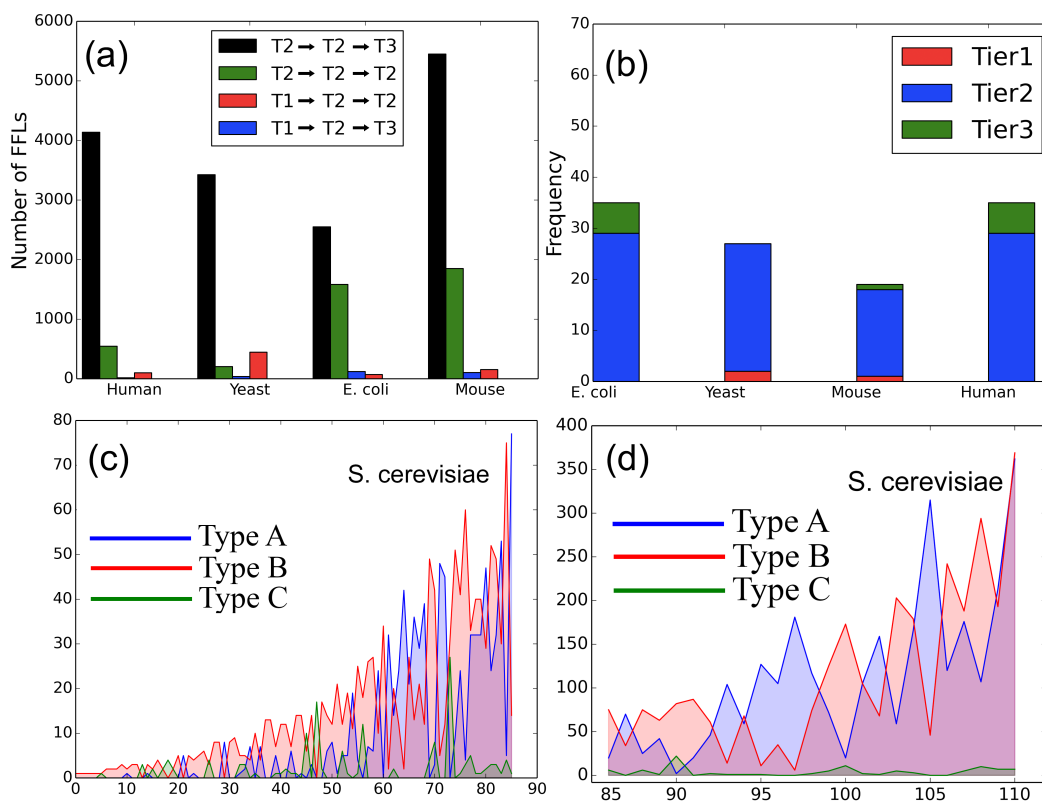 (a)
T2 → T2 → T3
T2 → T2 → T2
T1 → T2 → T2
T1 → T2 → T3
Number of FFLs
6000
5000
4000
3000
2000
1000
0
Human Yeast E. coli Mouse
(b)
Tier1
Tier2
Tier3
Frequency
70
60
50
40
30
20
10
0
E. coli Yeast Mouse Human
(c)
S. cerevisiae
Type A
Type B
Type C
80
70
60
50
40
30
20
10
0
0 10 20 30 40 50 60 70 80 90
(d)
S. cerevisiae
Type A
Type B
Type C
400
350
300
250
200
150
100
50
0
85 90 95 100 105 110